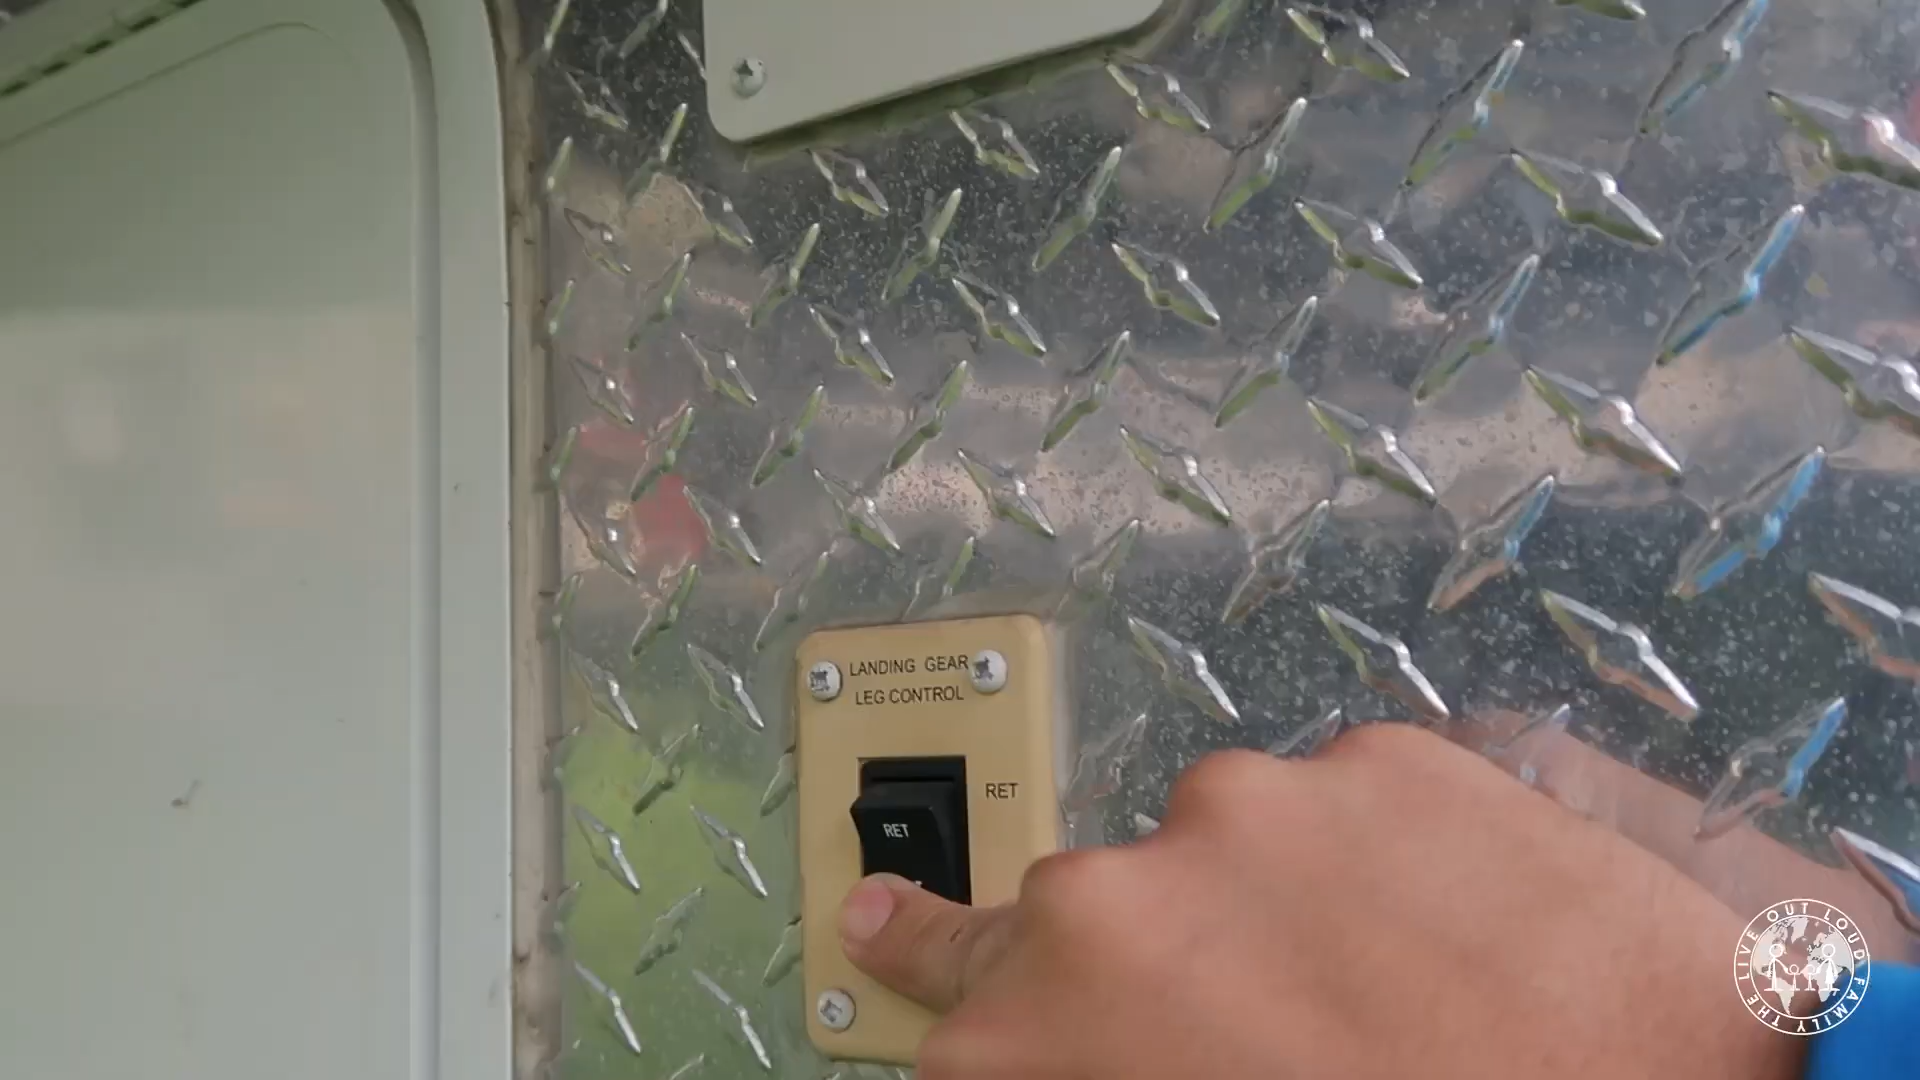 LANDING GEAR
LEG CONTROL
RET
RET
THE LIVE OUT LOUD FAMILY